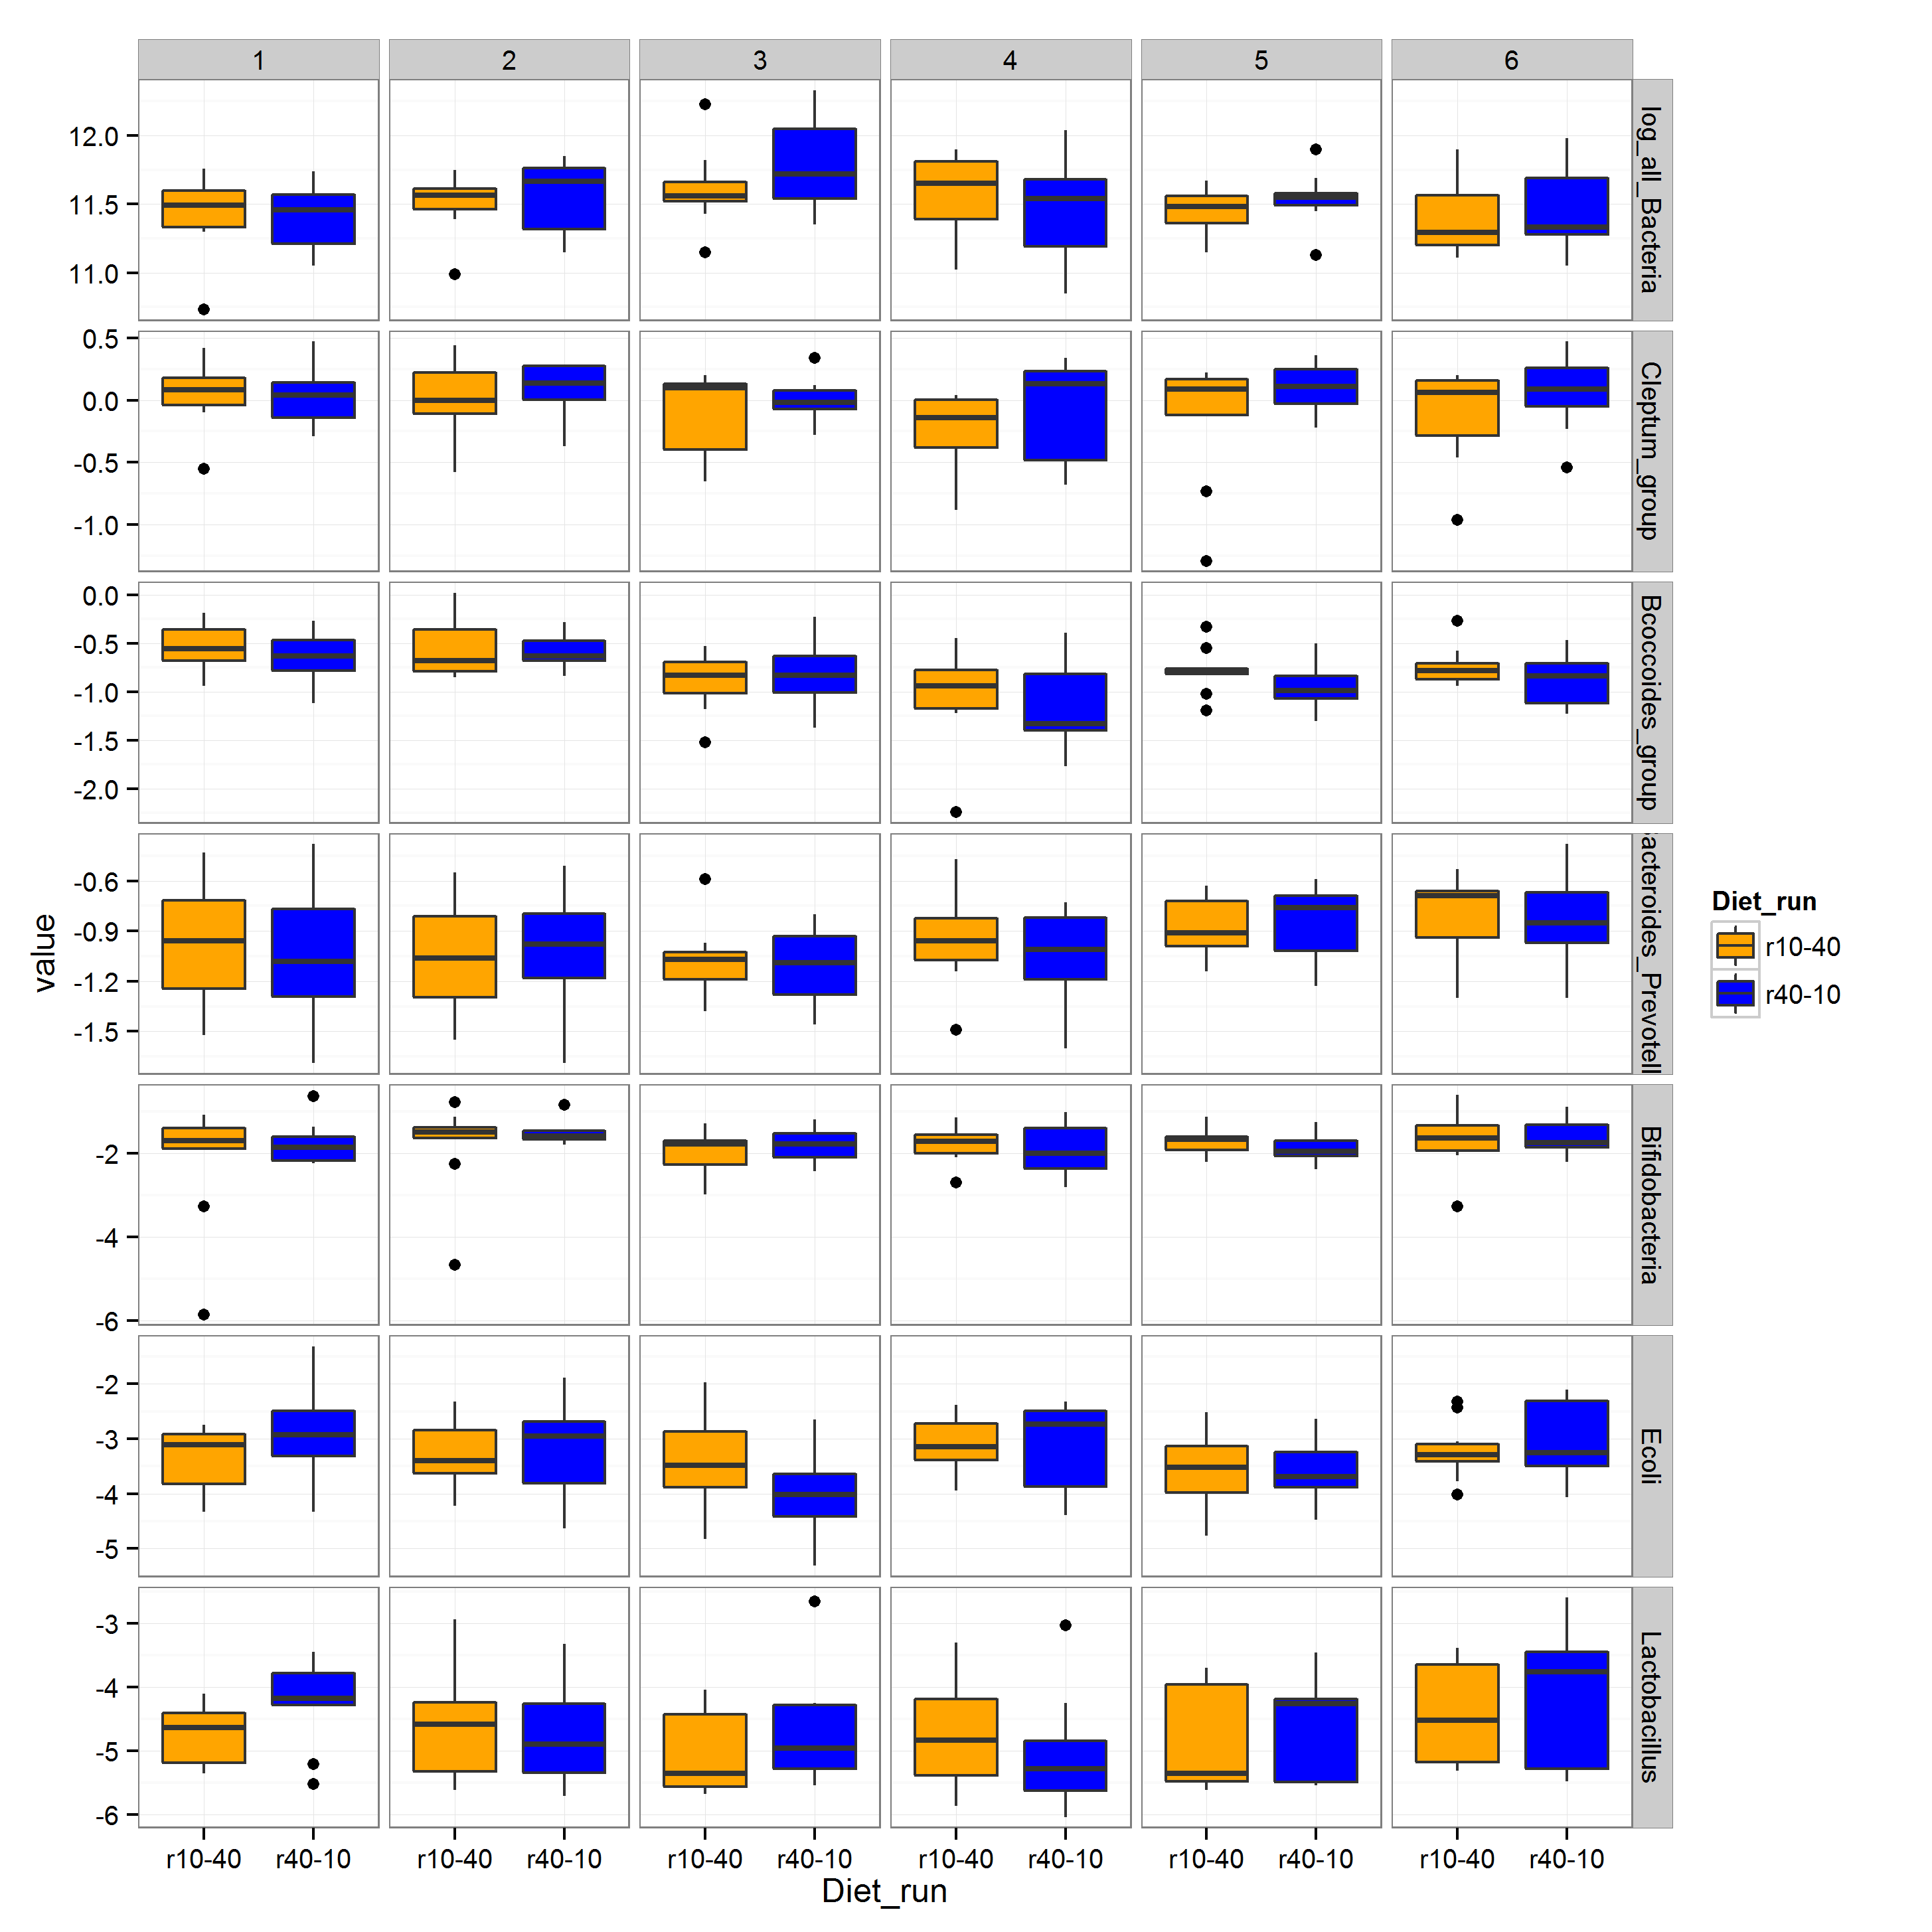 1 2 3 4 5 6
12.0
11.5
11.0
log_all_Bacteria
0.5
0.0
-0.5
-1.0
Cleptum_group
0.0
-0.5
-1.0
-1.5
-2.0
Bcoccoides_group
-0.6
-0.9
-1.2
-1.5
acteroides_Prevotell
value
-2
-4
-6
Bifidobacteria
-2
-3
-4
-5
Ecoli
-3
-4
-5
-6
Lactobacillus
r10-40 r40-10 r10-40 r40-10 r10-40 r40-10 r10-40 r40-10 r10-40 r40-10 r10-40 r40-10
Diet_run
Diet_run
r10-40
r40-10